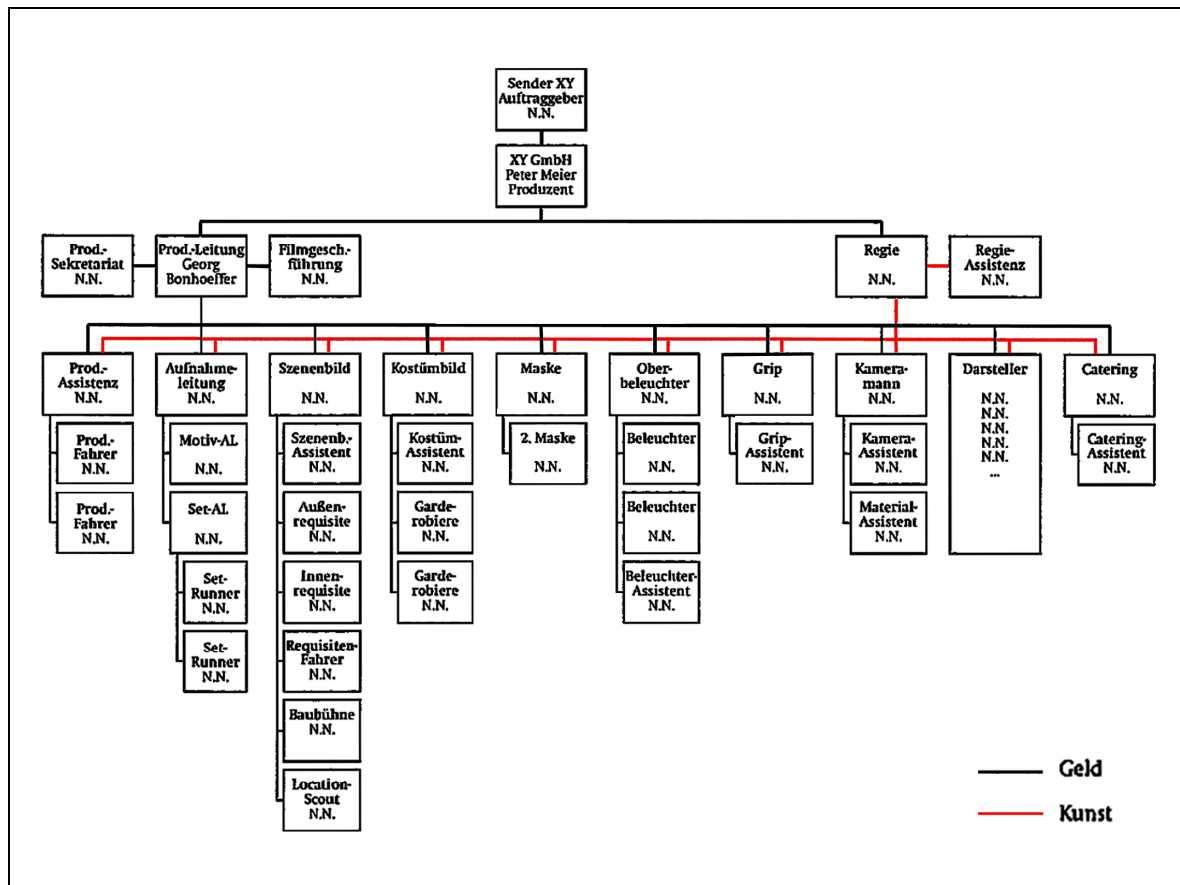 Sender XY
Auftraggeber
N.N.
XY GmbH
Peter Meier
Produzent
Prod.-
Sekretariat
N.N.
Prod.-Leitung
Georg
Bonhoeffer
Filmgesch.-
führung
N.N.
Regie
N.N.
Regie-
Assistenz
N.N.
Prod.-
Assistenz
N.N.
Prod.-
Fahrer
N.N.
Prod.-
Fahrer
N.N.
Aufnahme-
leitung
N.N.
Motiv-AL
N.N.
Set-AL
N.N.
Set-
Runner
N.N.
Set-
Runner
N.N.
Szenenbild
N.N.
Szenenb.-
Assistent
N.N.
Außen-
requisite
N.N.
Innen-
requisite
N.N.
Requisiten-
Fahrer
N.N.
Baubühne
N.N.
Location-
Scout
N.N.
Kostümbild
N.N.
Kostüm-
Assistent
N.N.
Garde-
robiere
N.N.
Garde-
robiere
N.N.
Maske
N.N.
2. Maske
N.N.
Ober-
beleuchter
N.N.
Beleuchter
N.N.
Beleuchter
N.N.
Beleuchter-
Assistent
N.N.
Grip
N.N.
Grip-
Assistent
N.N.
Kamera-
mann
N.N.
Kamera-
Assistent
N.N.
Material-
Assistent
N.N.
Darsteller
N.N.
N.N.
N.N.
N.N.
N.N.
...
Catering
N.N.
Catering-
Assistent
N.N.
Geld
Kunst